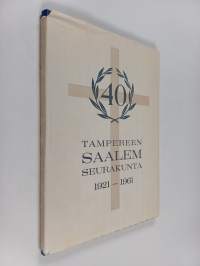 40
TAMPEREEN
SAALEM
SEURAKUNTA
1921 — 1961